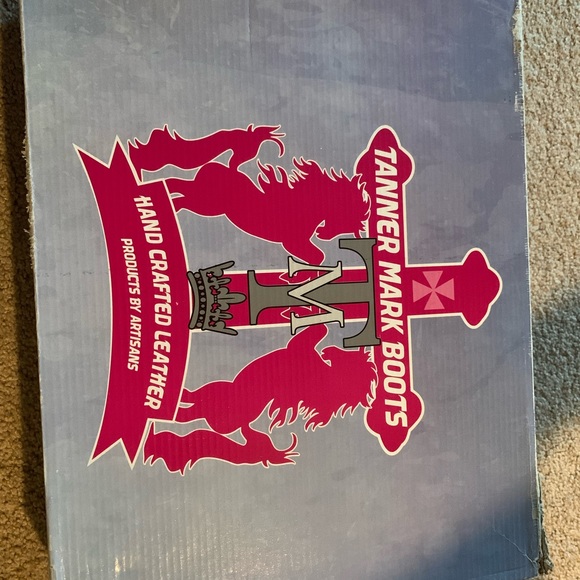 TANNER MARK BOOTS
TM
HAND CRAFTED LEATHER
PRODUCTS BY ARTISANS